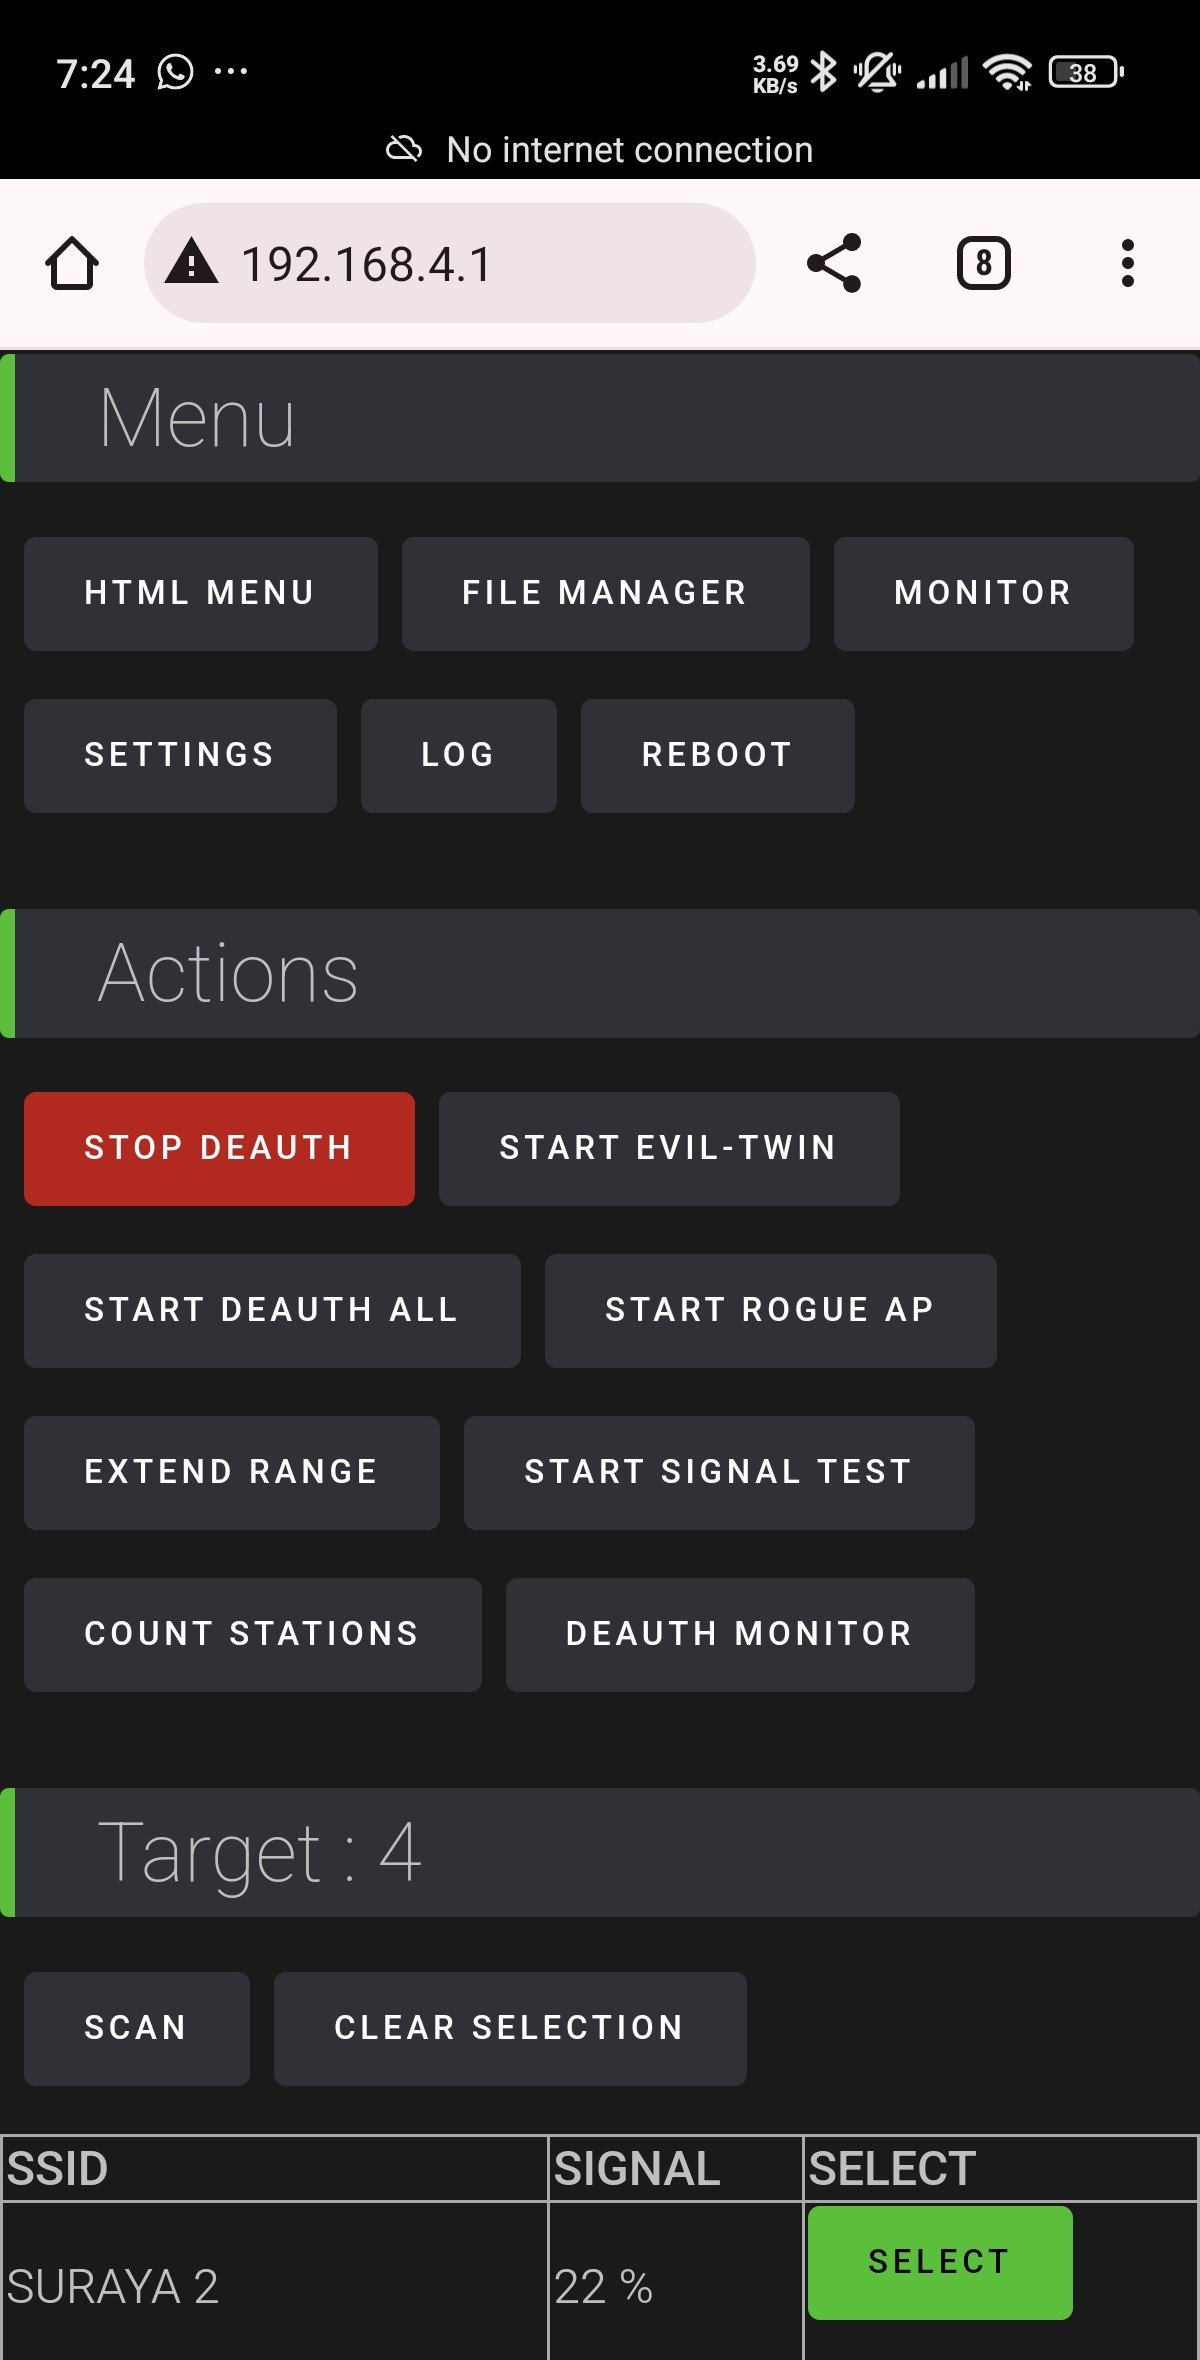 7:24 ... 3.69 KB/s 38
No internet connection
192.168.4.1 8
Menu
HTML MENU FILE MANAGER MONITOR
SETTINGS LOG REBOOT
Actions
STOP DEAUTH START EVIL-TWIN
START DEAUTH ALL START ROGUE AP
EXTEND RANGE START SIGNAL TEST
COUNT STATIONS DEAUTH MONITOR
Target : 4
SCAN CLEAR SELECTION
SSID SIGNAL SELECT
SURAYA 2 22 % SELECT